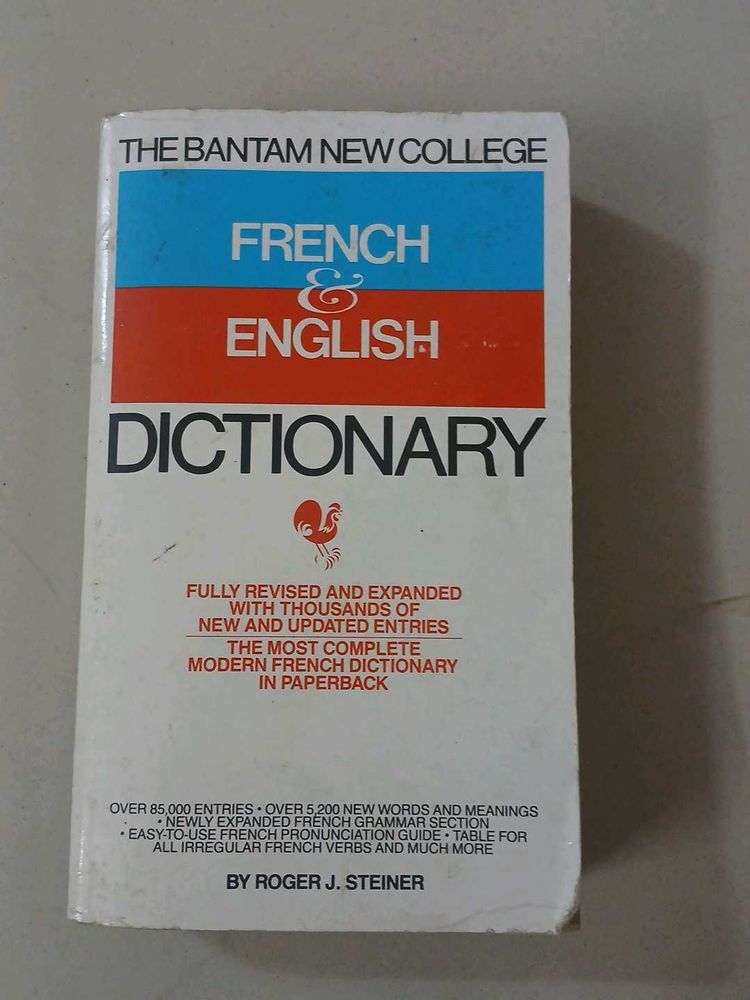 THE BANTAM NEW COLLEGE
FRENCH
&
ENGLISH
DICTIONARY
FULLY REVISED AND EXPANDED
WITH THOUSANDS OF
NEW AND UPDATED ENTRIES
THE MOST COMPLETE
MODERN FRENCH DICTIONARY
IN PAPERBACK
OVER 85,000 ENTRIES • OVER 5,200 NEW WORDS AND MEANINGS
• NEWLY EXPANDED FRENCH GRAMMAR SECTION
• EASY-TO-USE FRENCH PRONUNCIATION GUIDE • TABLE FOR
ALL IRREGULAR FRENCH VERBS AND MUCH MORE
BY ROGER J. STEINER